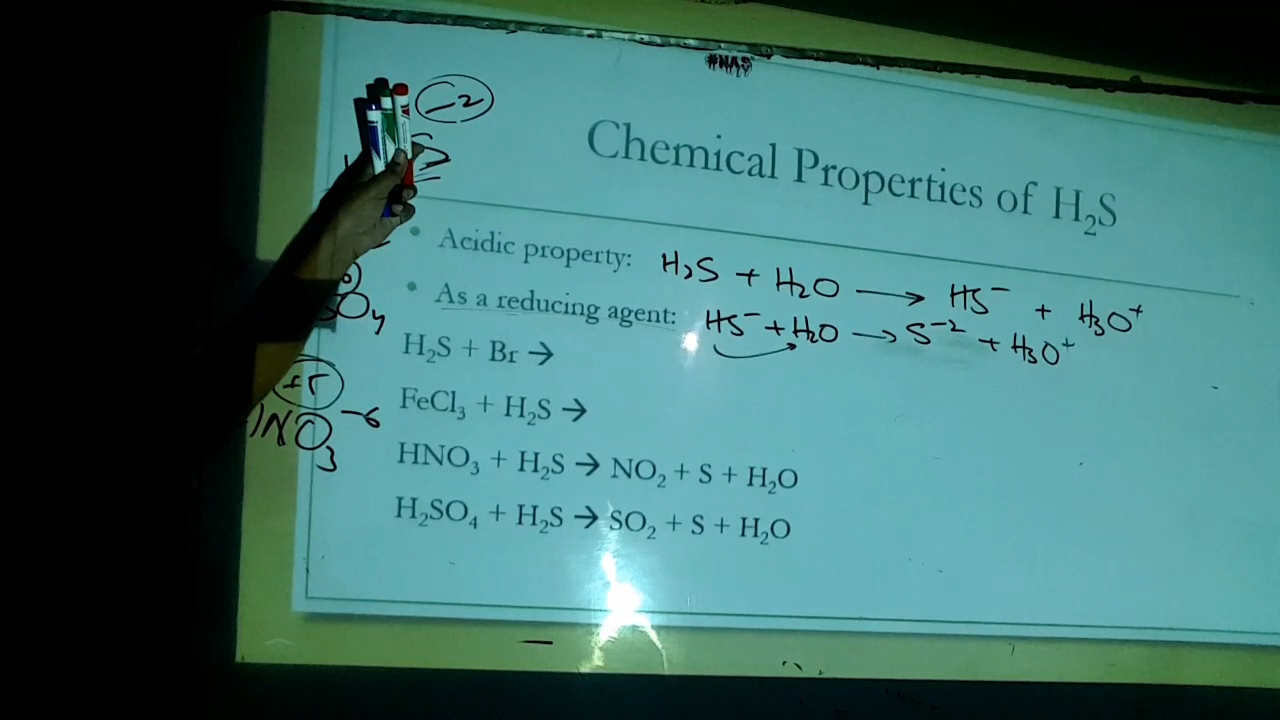 #NAS
-2
Chemical Properties of H₂S
• Acidic property: H₂S + H₂O → HS⁻ + H₃O⁺
• As a reducing agent: HS⁻ + H₂O → S⁻² + H₃O⁺
H₂S + Br →
FeCl₃ + H₂S →
HNO₃ + H₂S → NO₂ + S + H₂O
H₂SO₄ + H₂S → SO₂ + S + H₂O
SO₄
+5
NO₃ -6